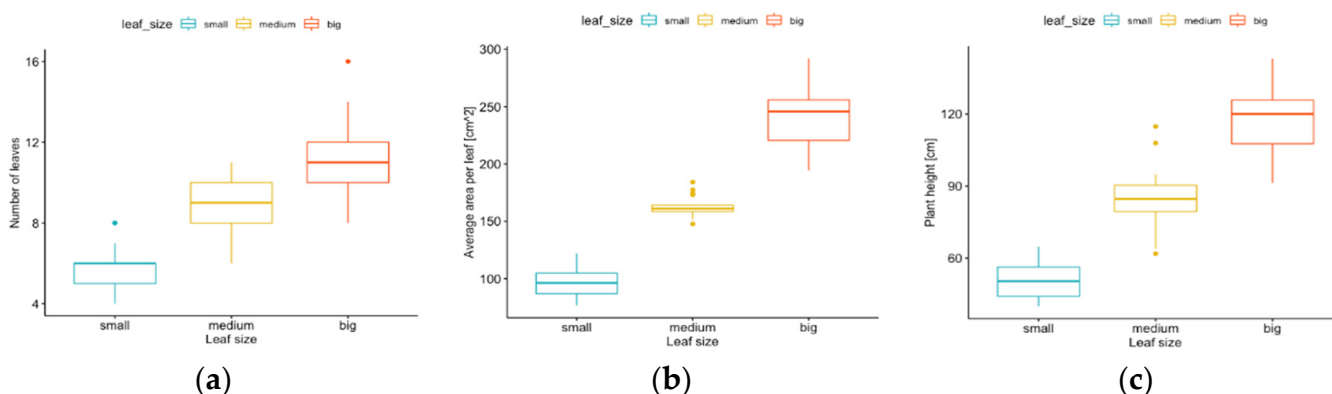 leaf_size small medium big
Number of leaves
16
12
8
4
small medium big
Leaf size
(a)
leaf_size small medium big
Average area per leaf [cm^2]
300
250
200
150
100
small medium big
Leaf size
(b)
leaf_size small medium big
Plant height [cm]
120
90
60
small medium big
Leaf size
(c)